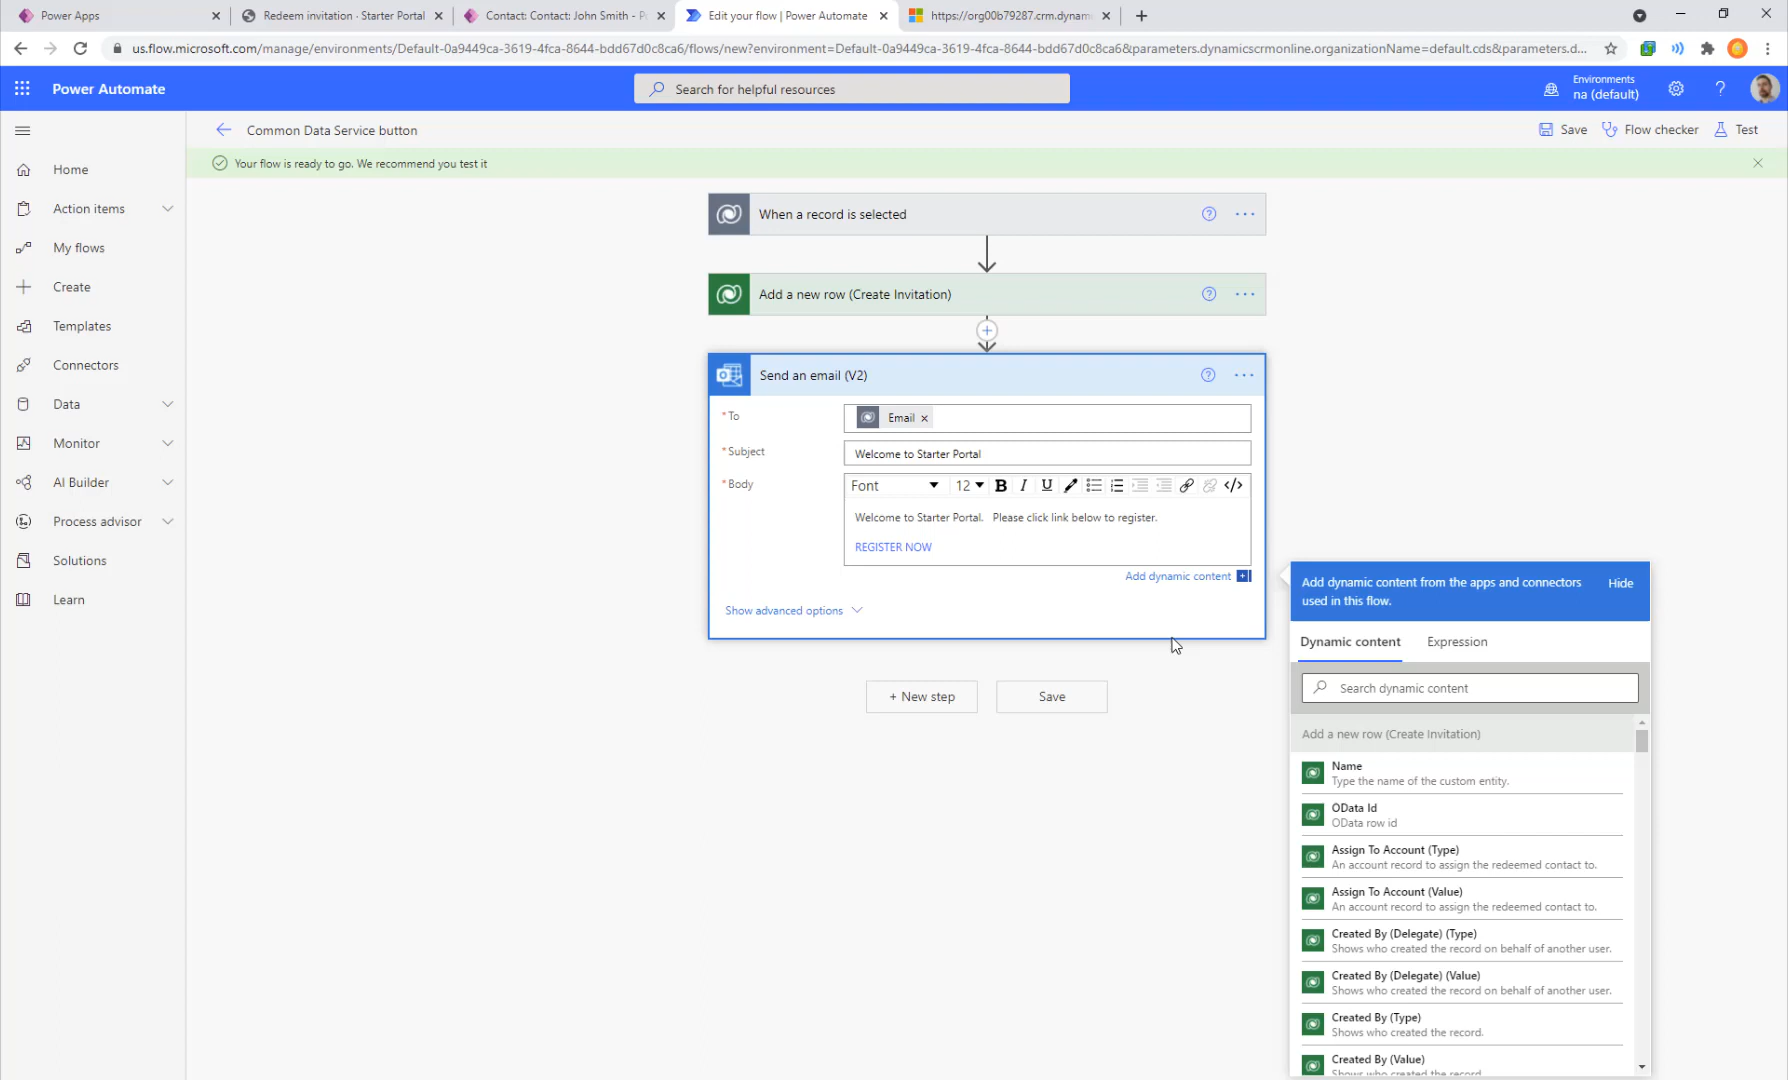 Power Apps
Redeem invitation · Starter Portal
Contact: Contact: John Smith - Po
Edit your flow | Power Automate
https://org00b79287.crm.dynam
us.flow.microsoft.com/manage/environments/Default-0a9449ca-3619-4fca-8644-bdd67d0c8ca6/flows/new?environment=Default-0a9449ca-3619-4fca-8644-bdd67d0c8ca6&parameters.dynamicscrmonline.organizationName=default.cds&parameters.d...
Power Automate
Search for helpful resources
Environments
na (default)
Common Data Service button
Save
Flow checker
Test
Your flow is ready to go. We recommend you test it
Home
Action items
My flows
Create
Templates
Connectors
Data
Monitor
AI Builder
Process advisor
Solutions
Learn
When a record is selected
Add a new row (Create Invitation)
Send an email (V2)
* To
Email ×
* Subject
Welcome to Starter Portal
* Body
Font 12 B I U </>
Welcome to Starter Portal. Please click link below to register.
REGISTER NOW
Add dynamic content
Show advanced options
+ New step
Save
Add dynamic content from the apps and connectors
used in this flow.
Hide
Dynamic content
Expression
Search dynamic content
Add a new row (Create Invitation)
Name
Type the name of the custom entity.
OData Id
OData row id
Assign To Account (Type)
An account record to assign the redeemed contact to.
Assign To Account (Value)
An account record to assign the redeemed contact to.
Created By (Delegate) (Type)
Shows who created the record on behalf of another user.
Created By (Delegate) (Value)
Shows who created the record on behalf of another user.
Created By (Type)
Shows who created the record.
Created By (Value)
Shows who created the record.